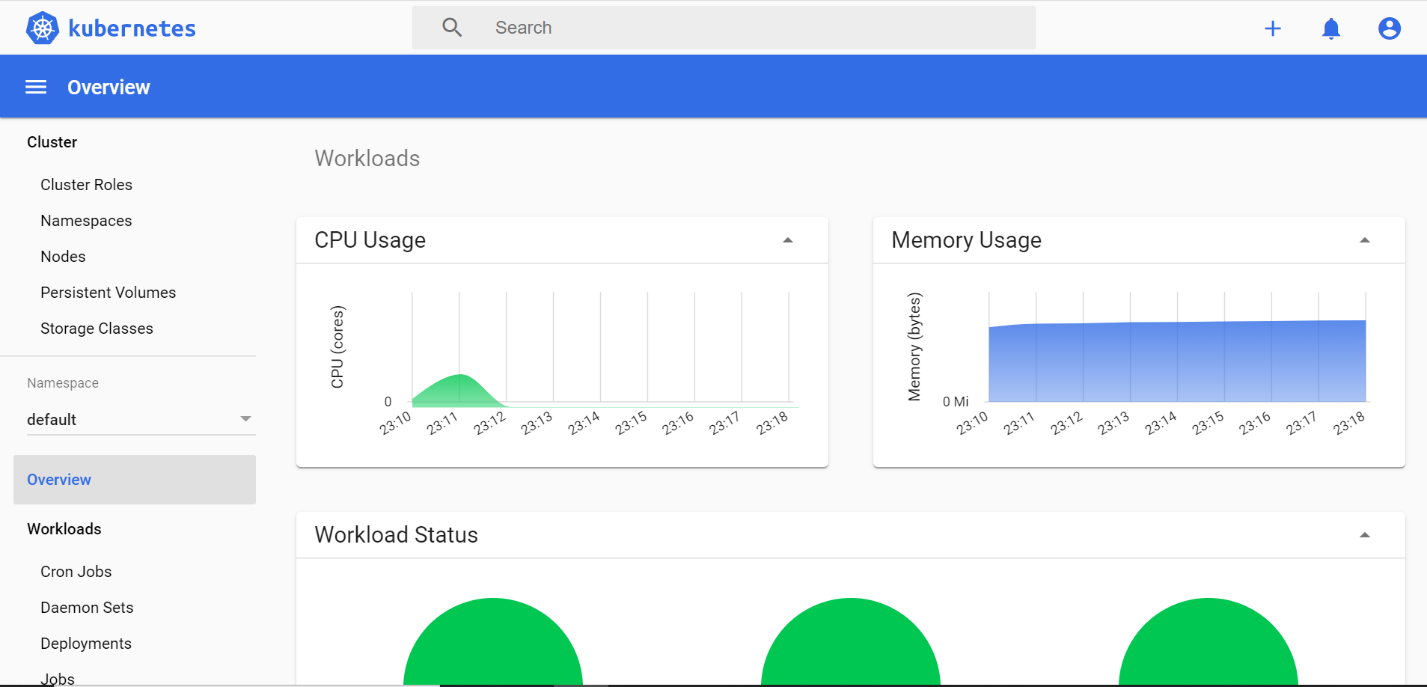 kubernetes
Search
Overview
Cluster
Cluster Roles
Namespaces
Nodes
Persistent Volumes
Storage Classes
Namespace
default
Overview
Workloads
Cron Jobs
Daemon Sets
Deployments
Jobs
Workloads
CPU Usage
CPU (cores)
0
23:10 23:11 23:12 23:13 23:14 23:15 23:16 23:17 23:18
Memory Usage
Memory (bytes)
0 Mi
23:10 23:11 23:12 23:13 23:14 23:15 23:16 23:17 23:18
Workload Status